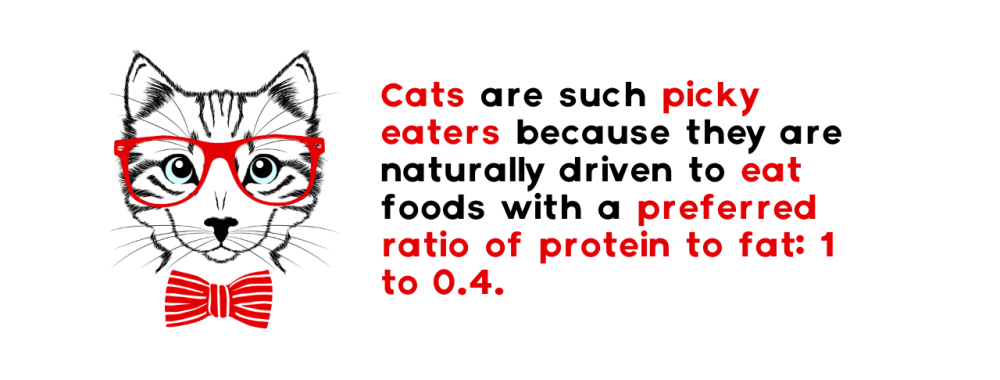 Cats are such picky
eaters because they are
naturally driven to eat
foods with a preferred
ratio of protein to fat: 1
to 0.4.